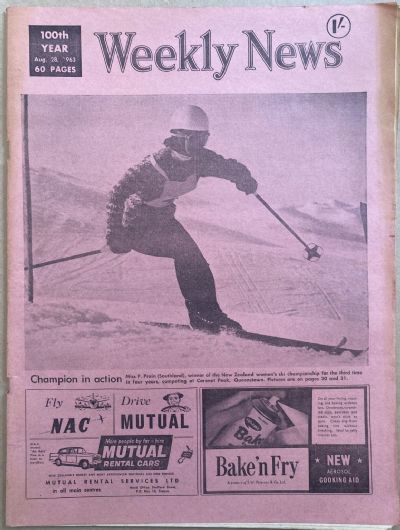 100th
YEAR
Aug. 28, 1963
60 PAGES
Weekly News
1/-
Champion in action
Miss P. Prain (Southland), winner of the New Zealand women's ski championship for the third time
in four years, competing at Coronet Peak, Queenstown. Pictures are on pages 30 and 31.
Fly
NAC
Drive
MUTUAL
More people by far - hire
MUTUAL
RENTAL CARS
MUTUAL RENTAL SERVICES LTD
in all main centres
Bake
Bake'n Fry
NEW
AEROSOL
COOKING AID